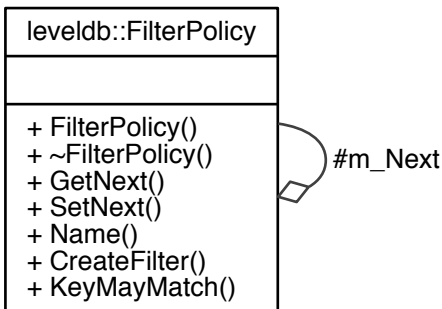 leveldb::FilterPolicy
+ FilterPolicy()
+ ~FilterPolicy()
+ GetNext()
+ SetNext()
+ Name()
+ CreateFilter()
+ KeyMayMatch()
#m_Next